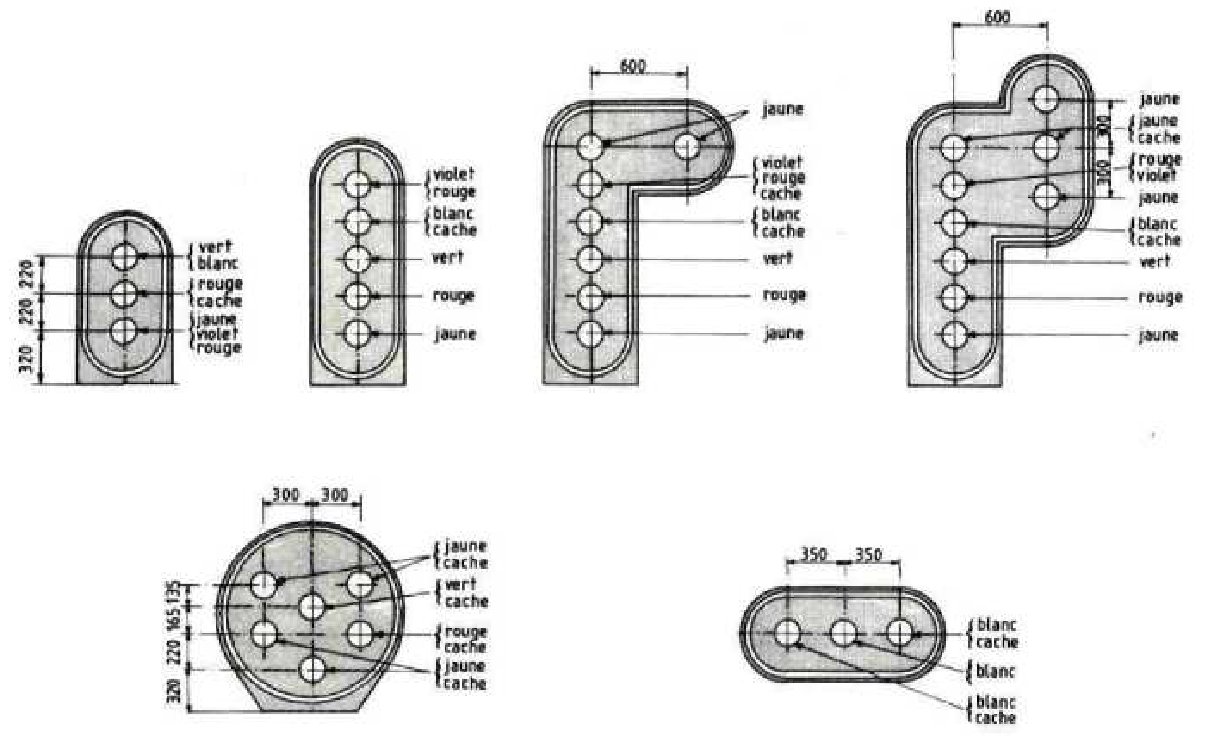 vert
blanc
rouge
cache
jaune
violet
rouge
220
220
320
violet
rouge
blanc
cache
vert
rouge
jaune
600
jaune
violet
rouge
cache
blanc
cache
vert
rouge
jaune
600
jaune
jaune
cache
rouge
violet
jaune
blanc
cache
vert
rouge
jaune
300
300
300 300
jaune
cache
vert
cache
rouge
cache
jaune
cache
135
165
220
320
350 350
blanc
cache
blanc
blanc
cache